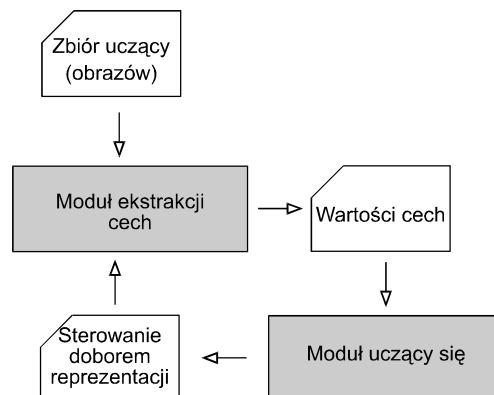 Zbiór uczący
(obrazów)
Moduł ekstrakcji
cech
Wartości cech
Sterowanie
doborem
reprezentacji
Moduł uczący się